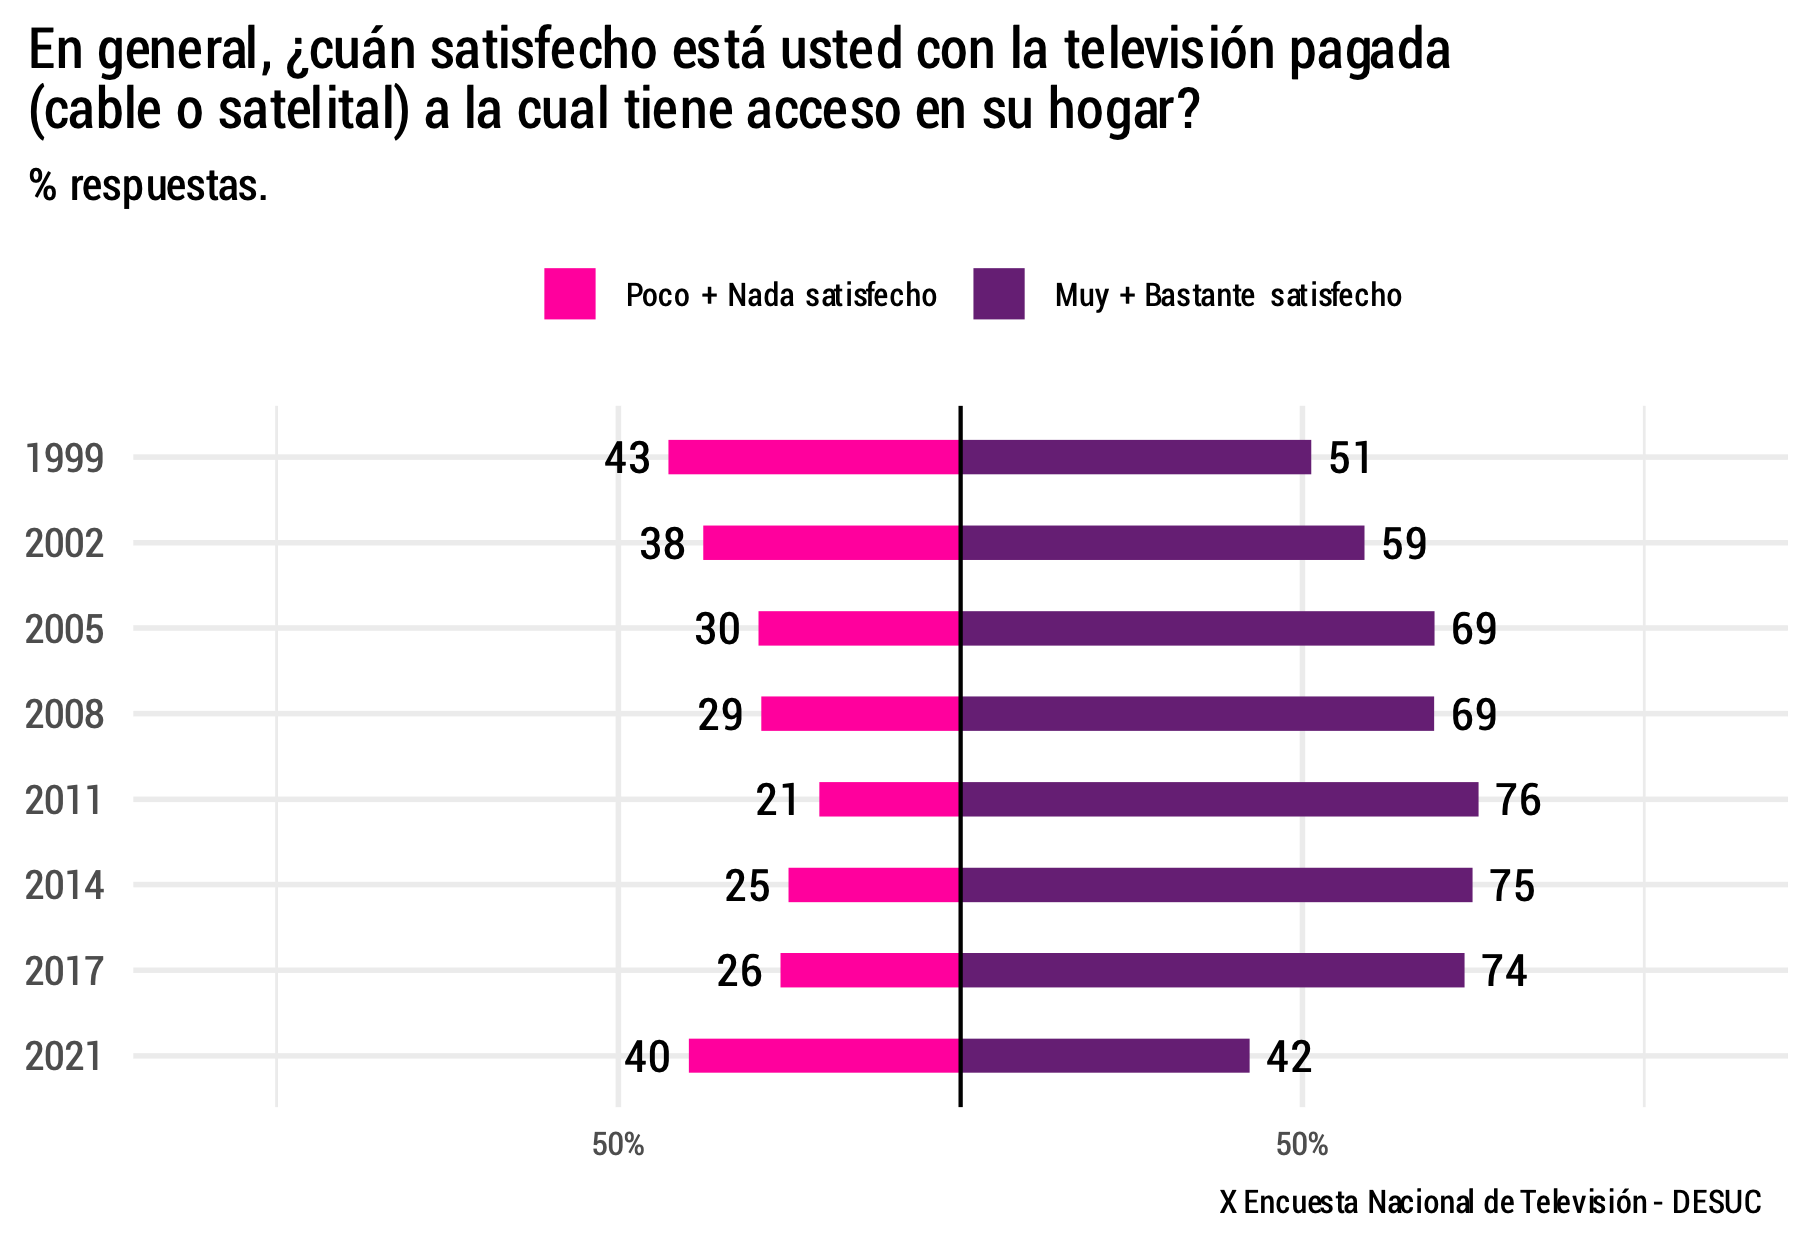 En general, ¿cuán satisfecho está usted con la televisión pagada
(cable o satelital) a la cual tiene acceso en su hogar?
% respuestas.
Poco + Nada satisfecho Muy + Bastante satisfecho
1999 43 51
2002 38 59
2005 30 69
2008 29 69
2011 21 76
2014 25 75
2017 26 74
2021 40 42
50% 50%
X Encuesta Nacional de Televisión - DESUC